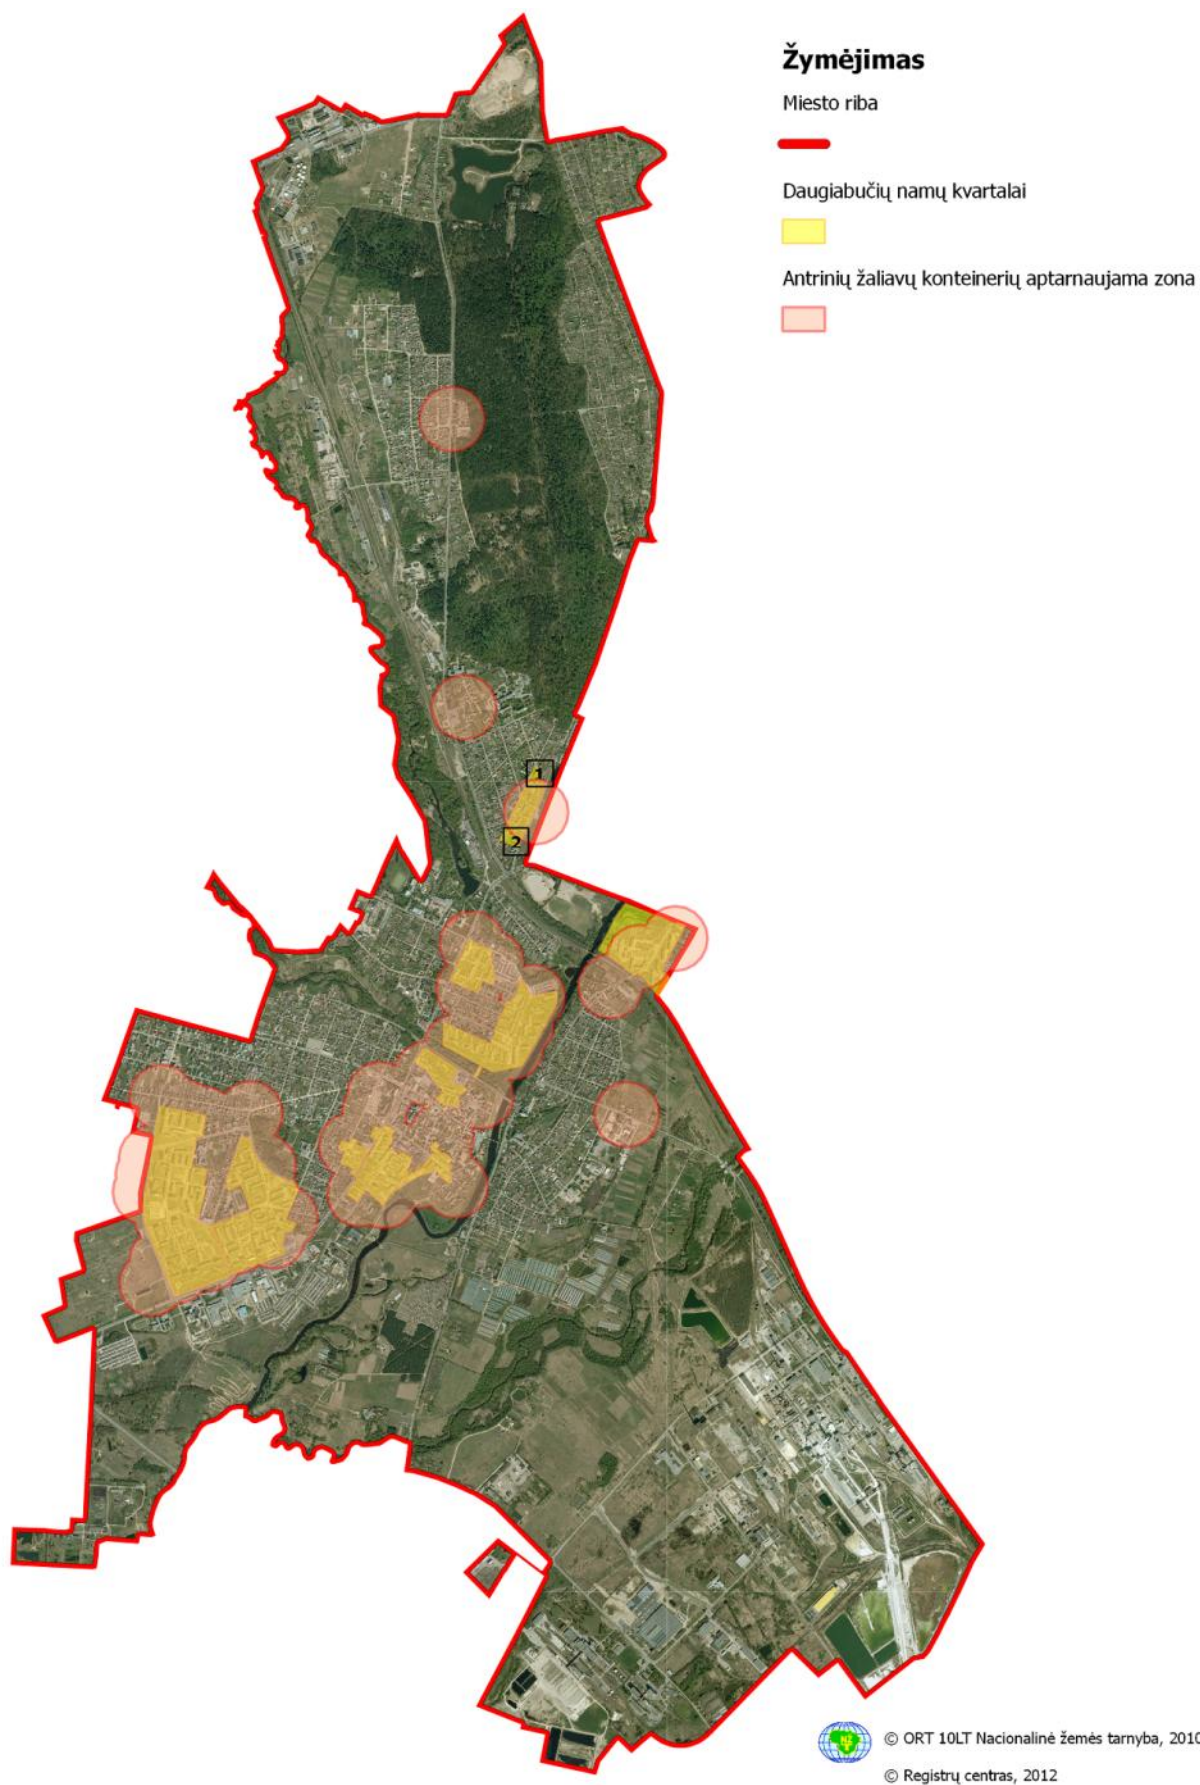 Žymėjimas
Miesto riba
Daugiabučių namų kvartalai
Antrinių žaliavų konteinerių aptarnaujama zona
1
2
© ORT 10LT Nacionalinė žemės tarnyba, 2010
© Registrų centras, 2012